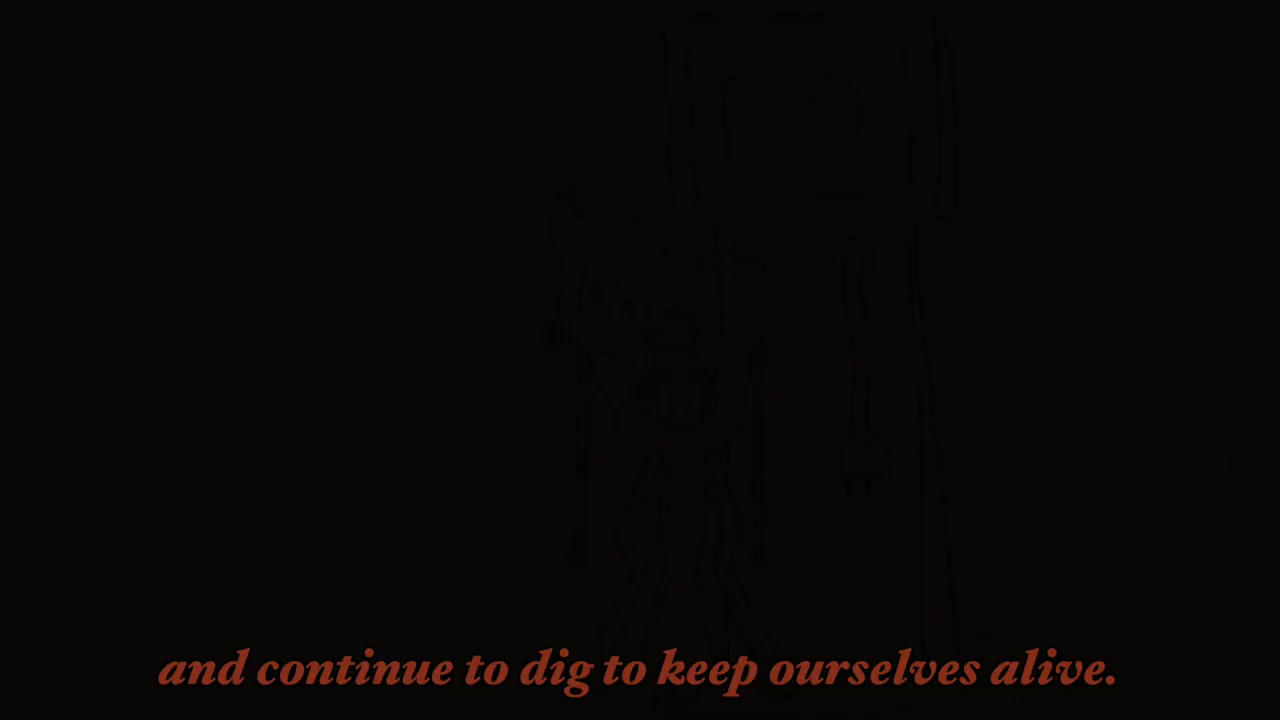 and continue to dig to keep ourselves alive.